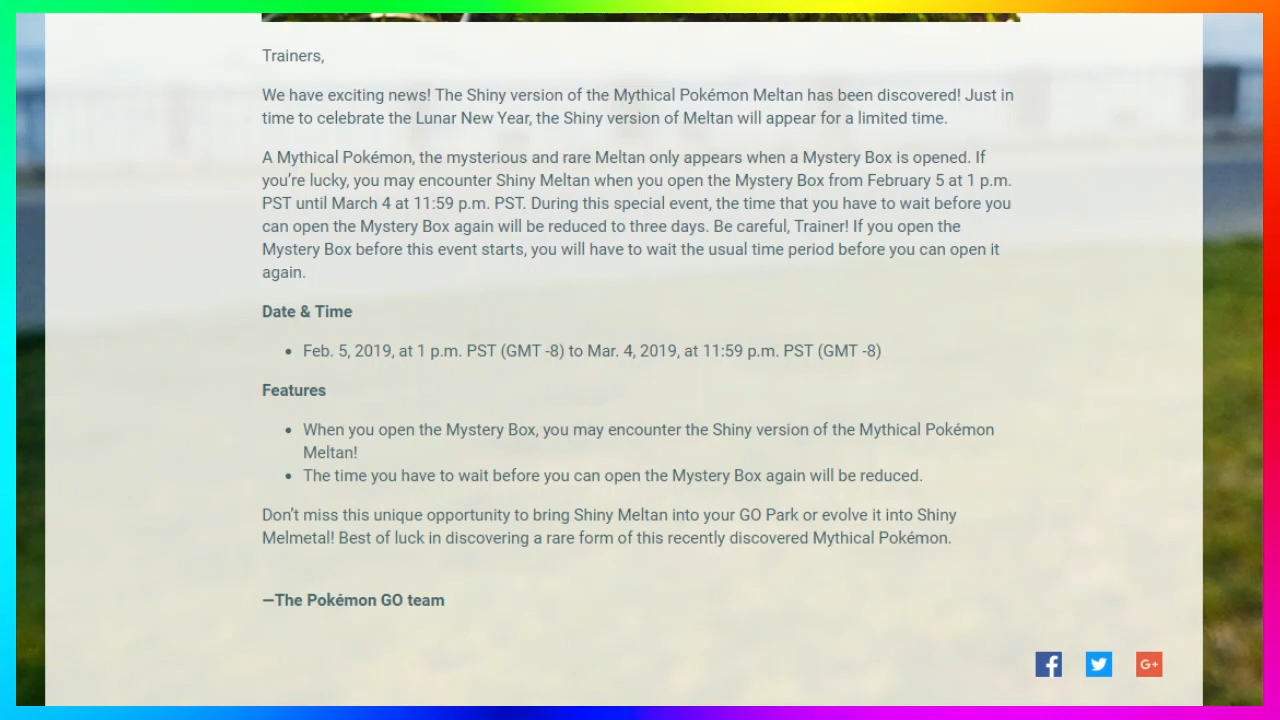 Trainers,
We have exciting news! The Shiny version of the Mythical Pokémon Meltan has been discovered! Just in
time to celebrate the Lunar New Year, the Shiny version of Meltan will appear for a limited time.
A Mythical Pokémon, the mysterious and rare Meltan only appears when a Mystery Box is opened. If
you’re lucky, you may encounter Shiny Meltan when you open the Mystery Box from February 5 at 1 p.m.
PST until March 4 at 11:59 p.m. PST. During this special event, the time that you have to wait before you
can open the Mystery Box again will be reduced to three days. Be careful, Trainer! If you open the
Mystery Box before this event starts, you will have to wait the usual time period before you can open it
again.
Date & Time
• Feb. 5, 2019, at 1 p.m. PST (GMT -8) to Mar. 4, 2019, at 11:59 p.m. PST (GMT -8)
Features
• When you open the Mystery Box, you may encounter the Shiny version of the Mythical Pokémon
Meltan!
• The time you have to wait before you can open the Mystery Box again will be reduced.
Don’t miss this unique opportunity to bring Shiny Meltan into your GO Park or evolve it into Shiny
Melmetal! Best of luck in discovering a rare form of this recently discovered Mythical Pokémon.
—The Pokémon GO team
f G+